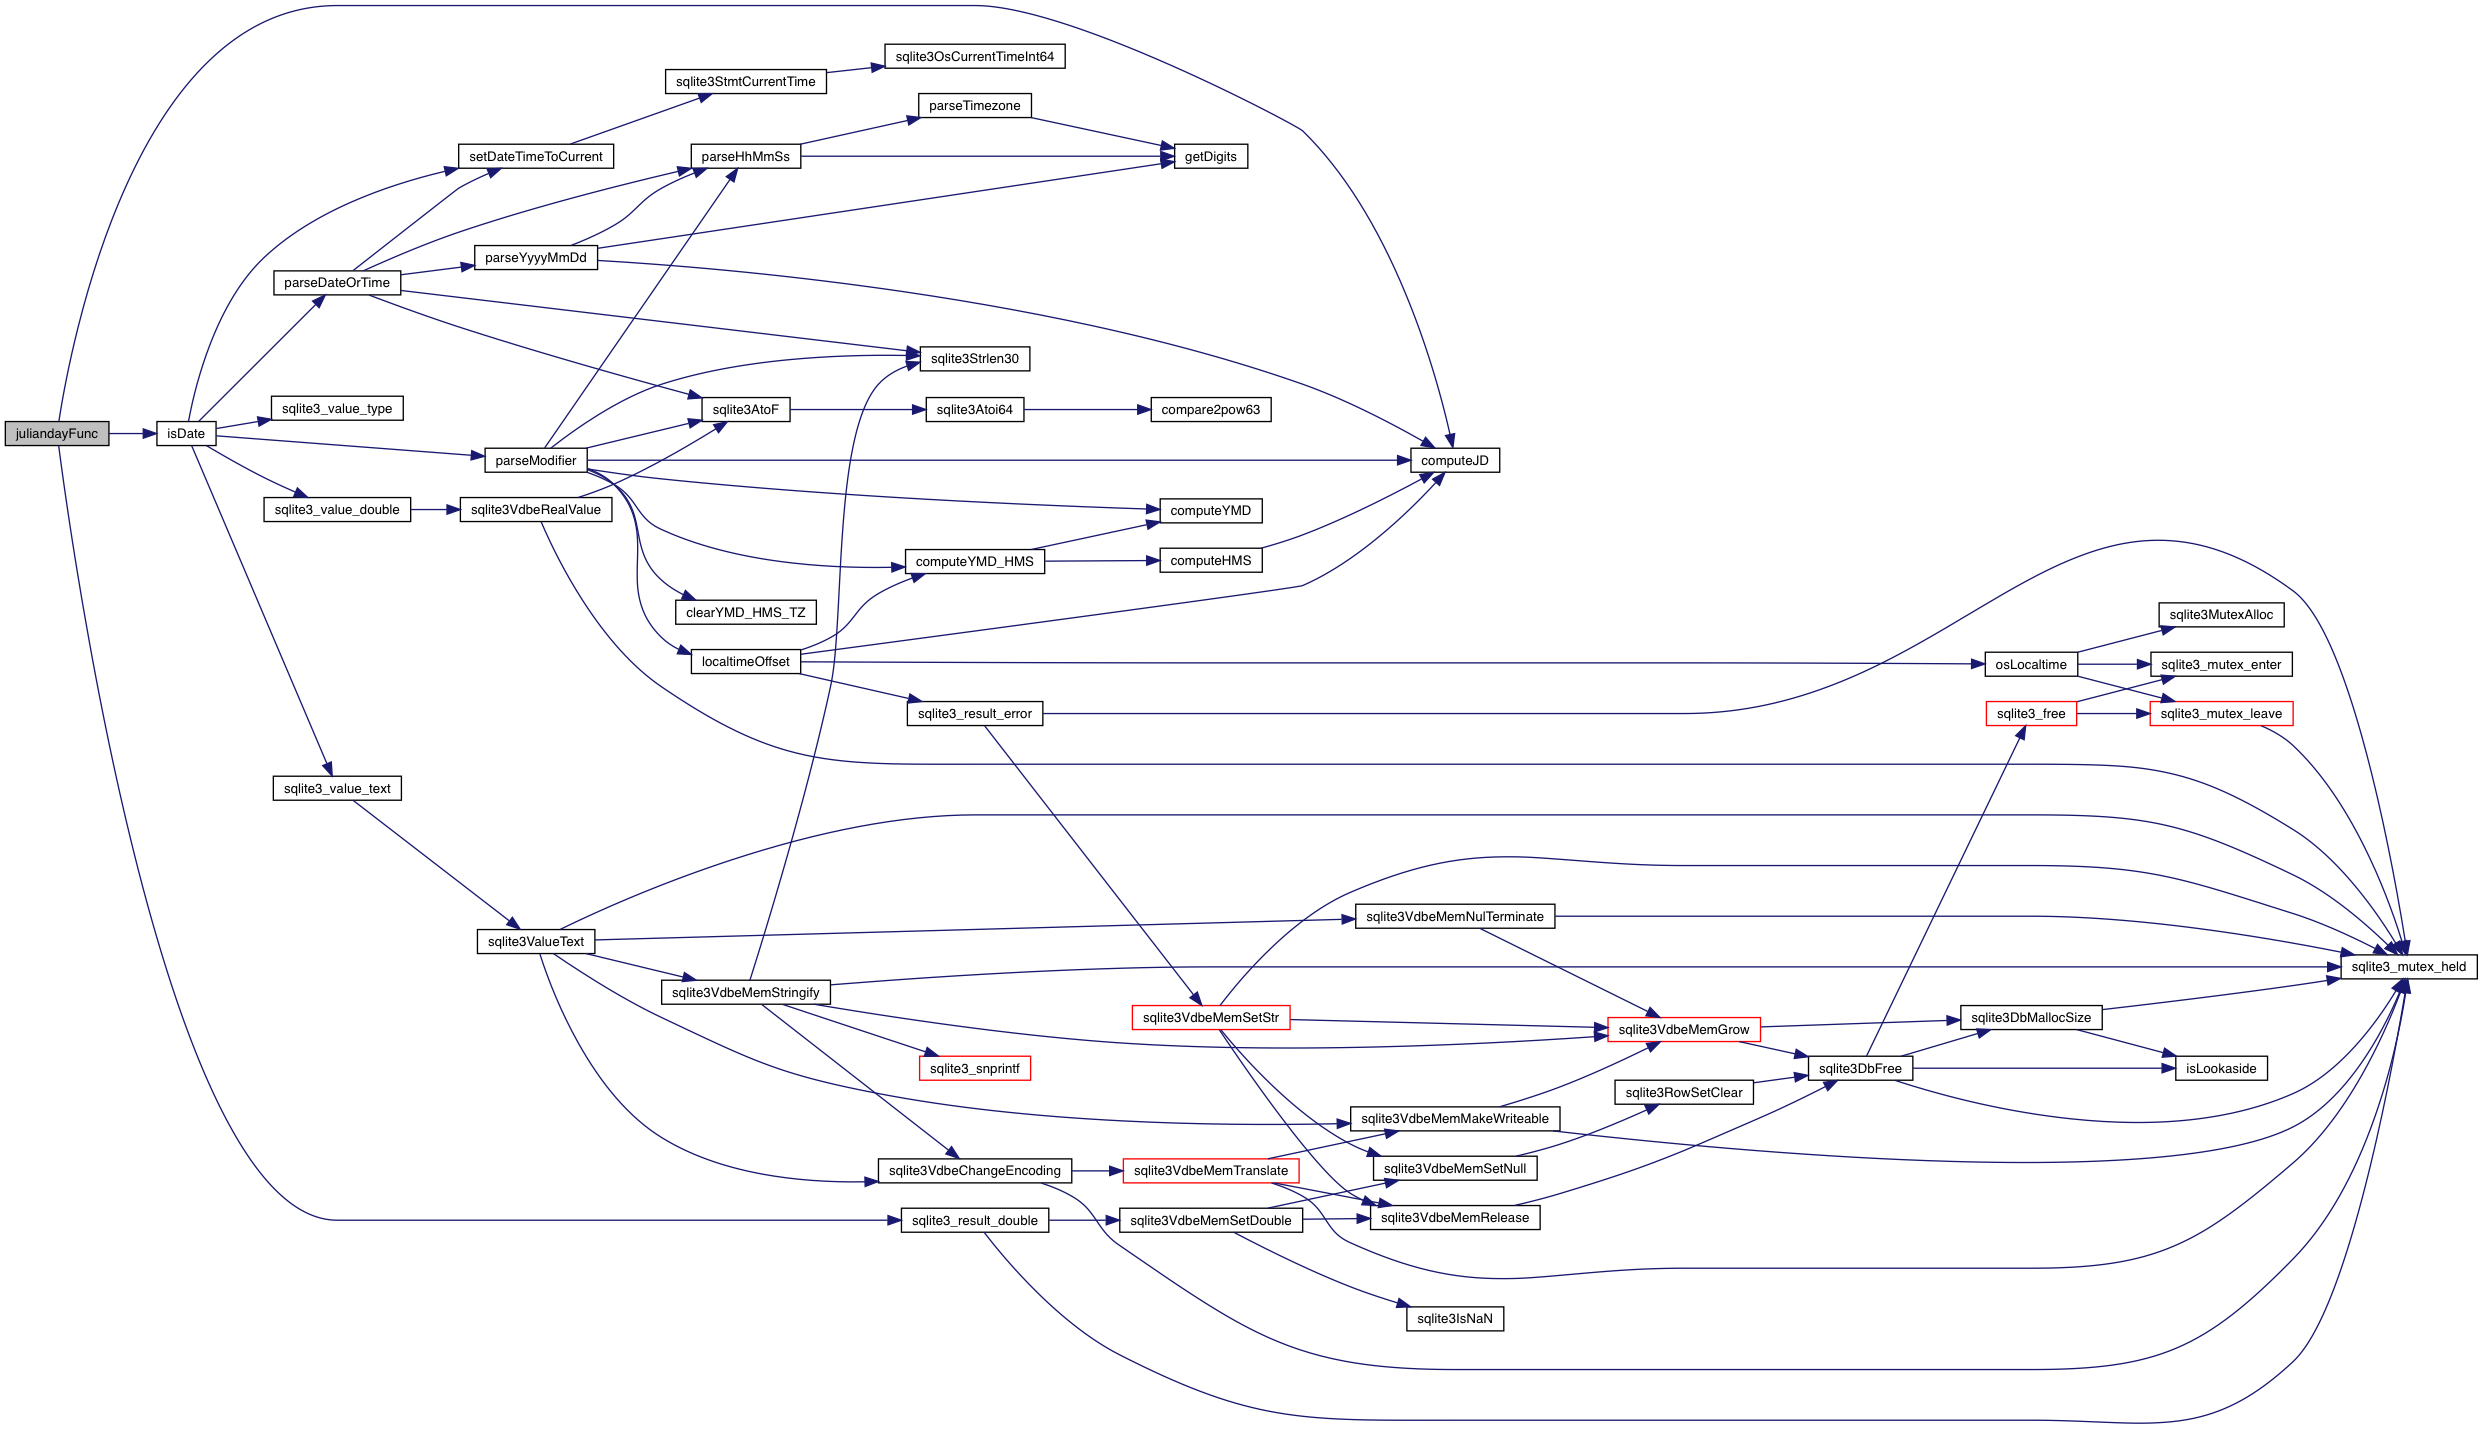 sqlite3OsCurrentTimeInt64
sqlite3StmtCurrentTime
parseTimezone
setDateTimeToCurrent
parseHhMmSs
getDigits
parseYyyyMmDd
parseDateOrTime
sqlite3Strlen30
sqlite3_value_type
sqlite3AtoF
sqlite3Atoi64
compare2pow63
juliandayFunc
isDate
parseModifier
computeJD
sqlite3_value_double
sqlite3VdbeRealValue
computeYMD
computeYMD_HMS
computeHMS
clearYMD_HMS_TZ
sqlite3MutexAlloc
localtimeOffset
osLocaltime
sqlite3_mutex_enter
sqlite3_result_error
sqlite3_free
sqlite3_mutex_leave
sqlite3_value_text
sqlite3VdbeMemNulTerminate
sqlite3ValueText
sqlite3_mutex_held
sqlite3VdbeMemStringify
sqlite3VdbeMemSetStr
sqlite3VdbeMemGrow
sqlite3DbMallocSize
sqlite3_snprintf
sqlite3DbFree
isLookaside
sqlite3RowSetClear
sqlite3VdbeMemMakeWriteable
sqlite3VdbeChangeEncoding
sqlite3VdbeMemTranslate
sqlite3VdbeMemSetNull
sqlite3_result_double
sqlite3VdbeMemSetDouble
sqlite3VdbeMemRelease
sqlite3IsNaN